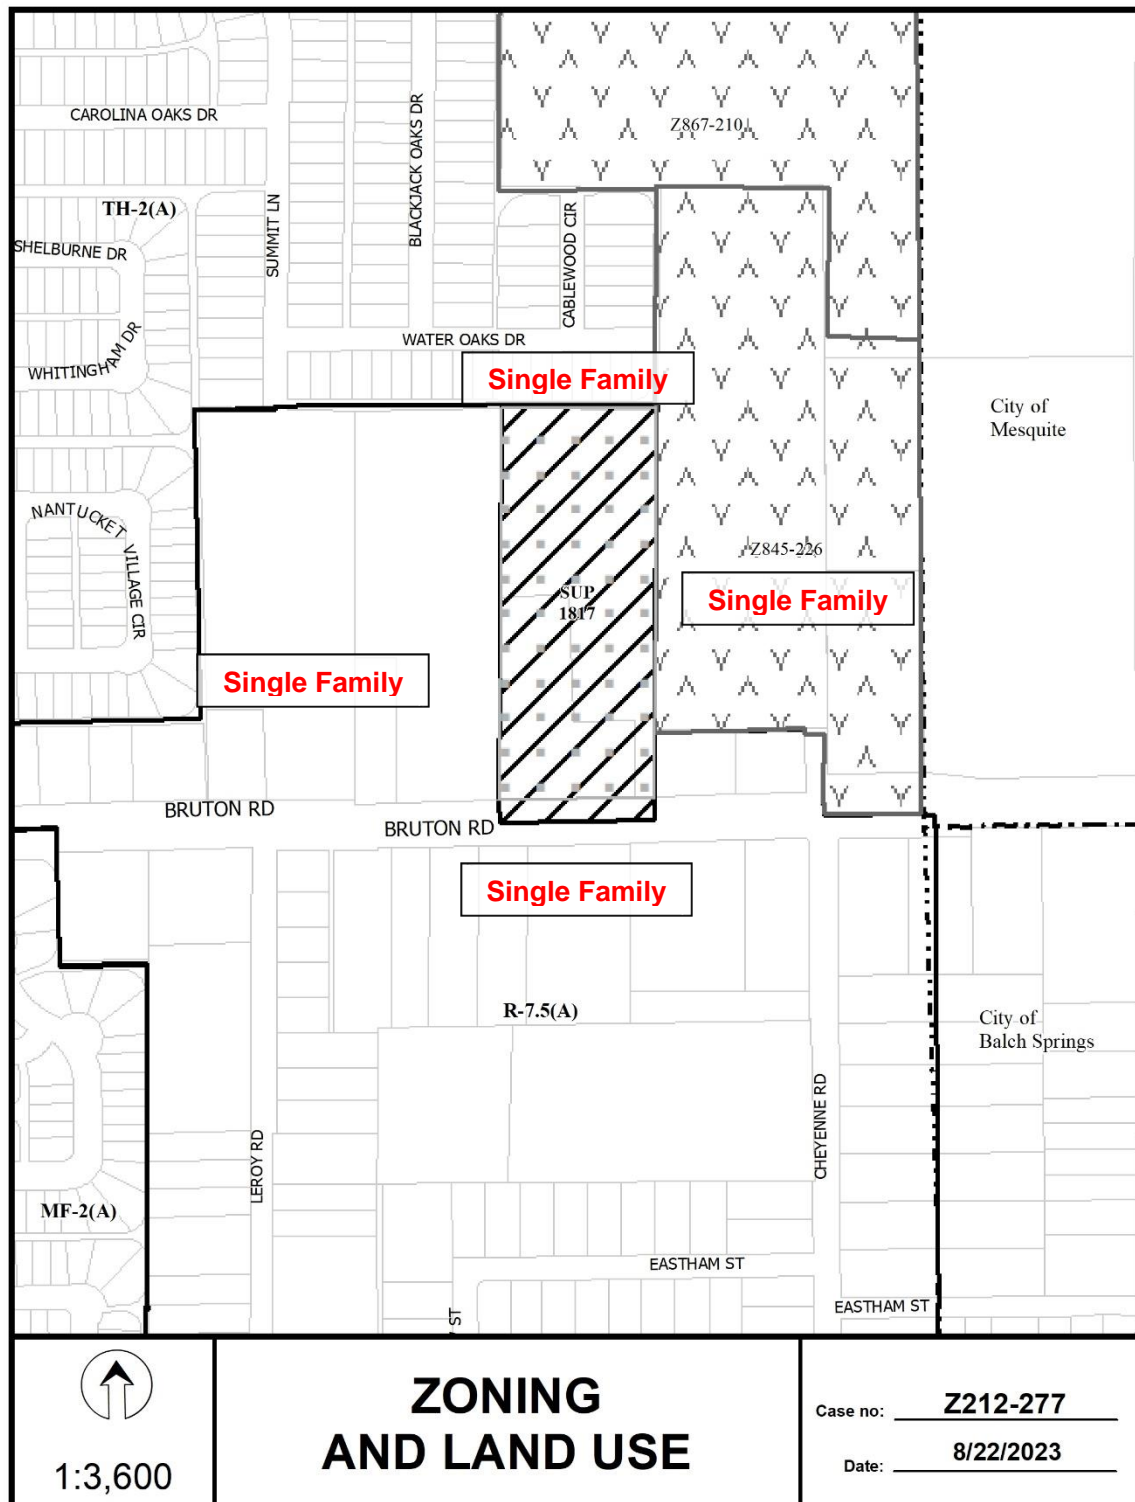 Z867-210
CAROLINA OAKS DR
BLACKJACK OAKS DR
TH-2(A)
SUMMIT LN
CABLEWOOD CIR
SHELBURNE DR
WHITINGHAM DR
WATER OAKS DR
Single Family
City of
Mesquite
NANTUCKET VILLAGE CIR
Z845-226
SUP
1817
Single Family
Single Family
BRUTON RD
BRUTON RD
Single Family
R-7.5(A)
City of
Balch Springs
CHEYENNE RD
LEROY RD
MF-2(A)
EASTHAM ST
EASTHAM ST
ST
1:3,600
ZONING
AND LAND USE
Case no: Z212-277
Date: 8/22/2023